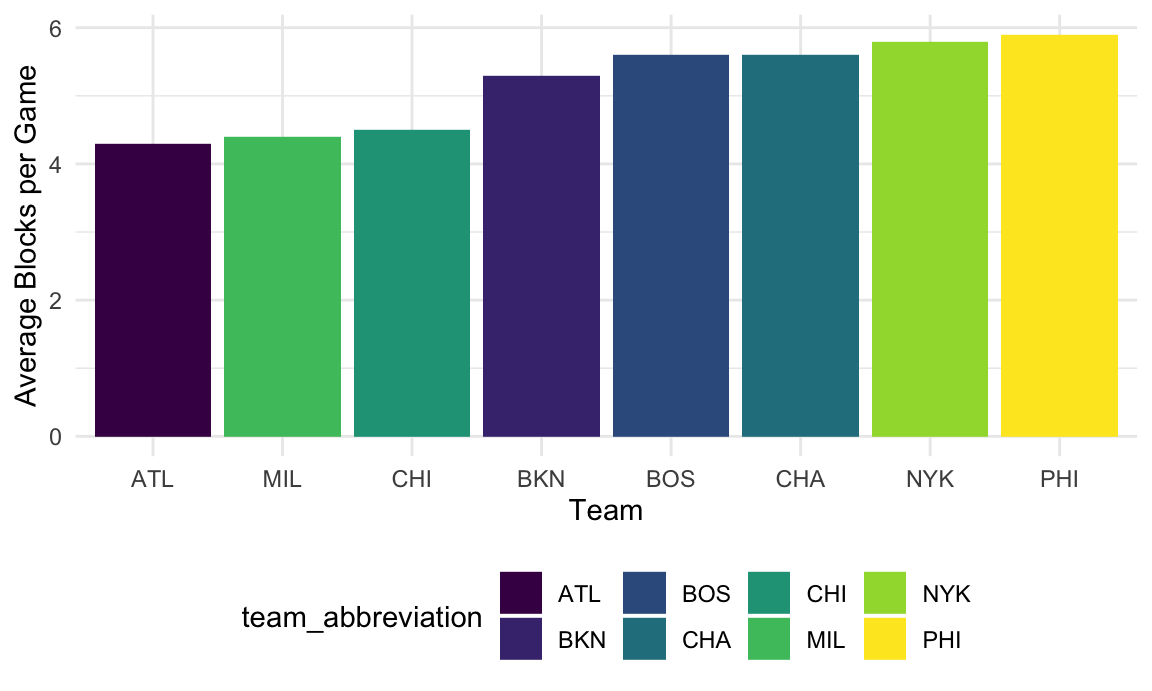 Average Blocks per Game
6
4
2
0
ATL MIL CHI BKN BOS CHA NYK PHI
Team
team_abbreviation
ATL BOS CHI NYK
BKN CHA MIL PHI